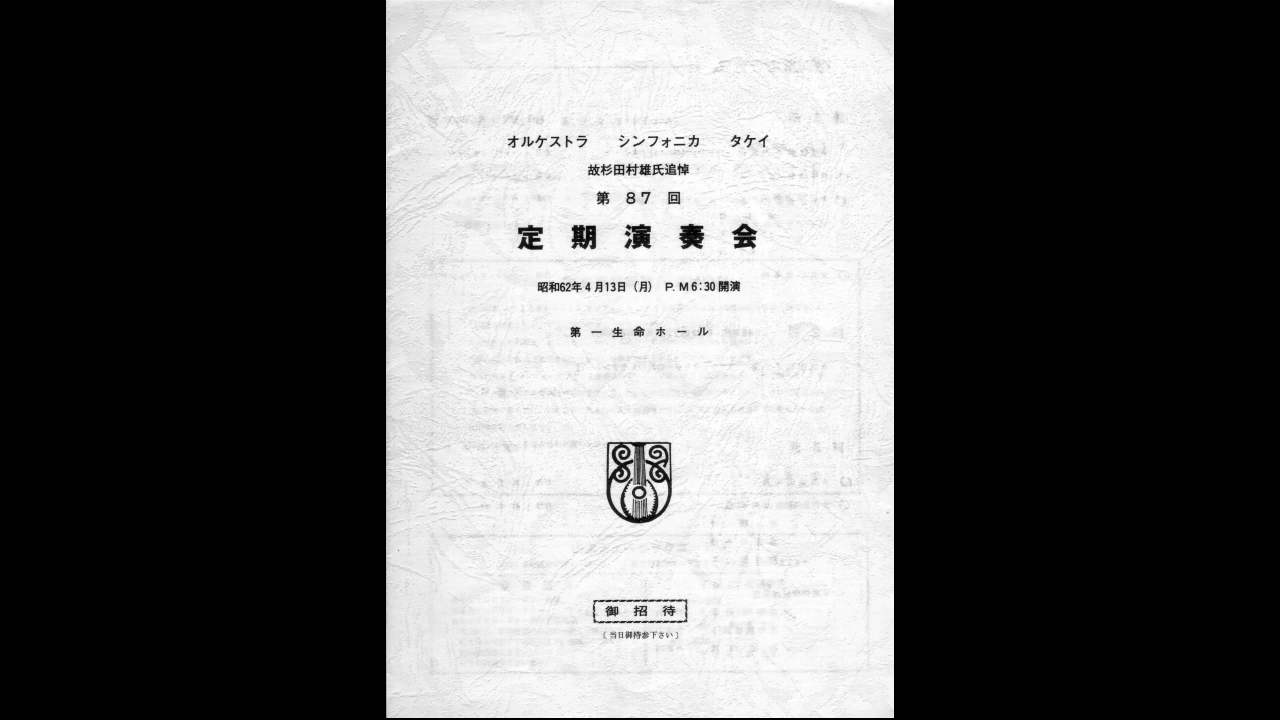 オルケストラ シンフォニカ タケイ
故杉田村雄氏追悼
第 87 回
定期演奏会
昭和62年4月13日(月) P.M6:30開演
第一生命ホール
御招待
〔当日御持参下さい〕